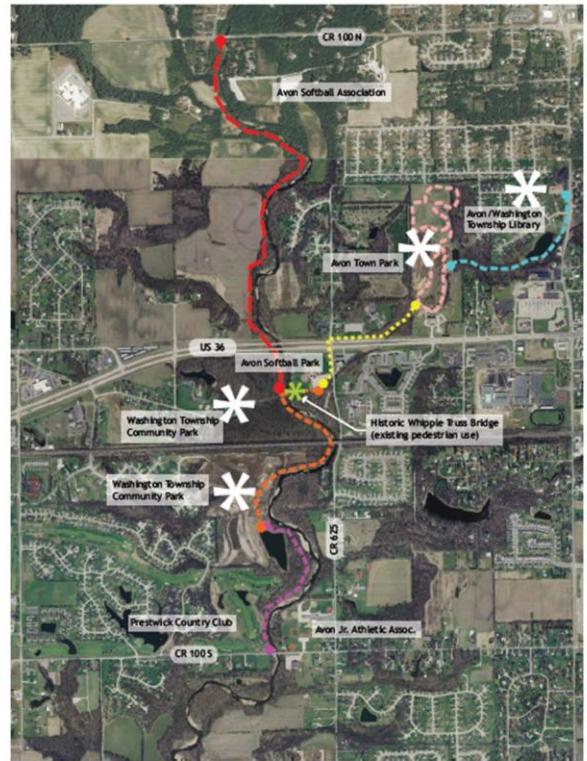 CR 100 N
Avon Softball Association
Avon/Washington
Township Library
Avon Town Park
US 36
Avon Softball Park
Washington Township
Community Park
Historic Whipple Truss Bridge
(existing pedestrian use)
Washington Township
Community Park
CR 625
Prestwick Country Club
Avon Jr. Athletic Assoc.
CR 100 S